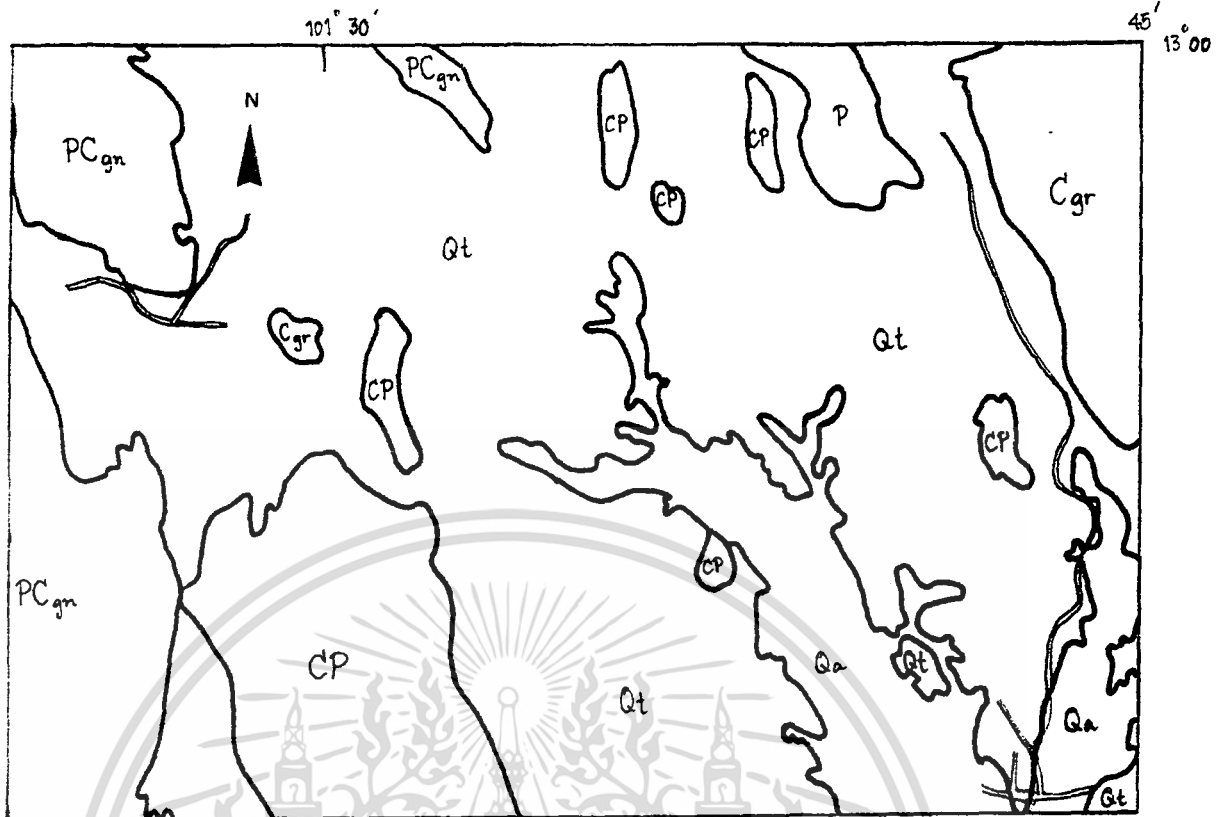 101° 30'
45'
13°00
PCgn
N
CP
CP
P
PCgn
CP
Cgr
Qt
Qt
Cgr
CP
CP
CP
PCgn
CP
Qt
Qa
Qt
Qa
Qt